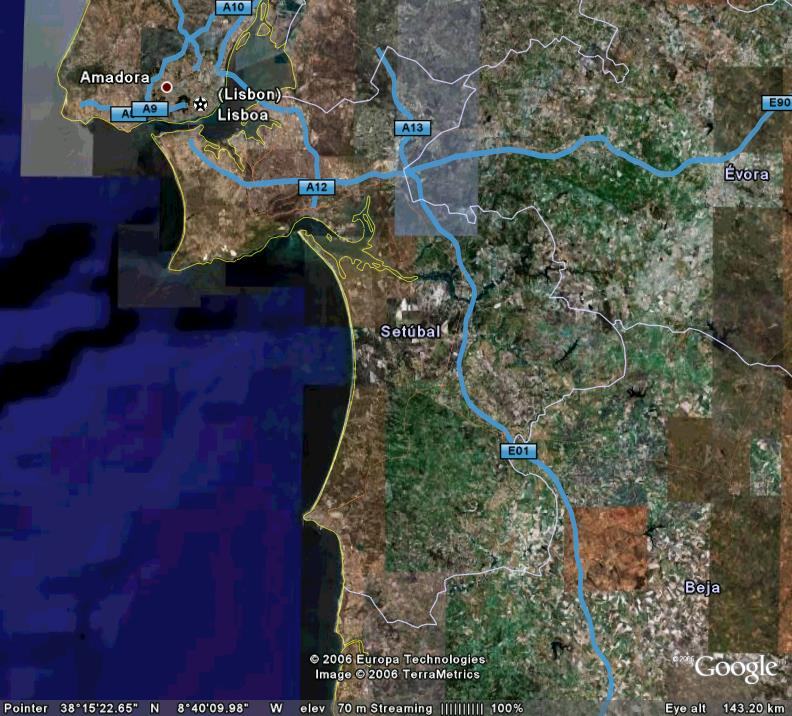 A10
Amadora
(Lisbon)
A9
Lisboa
E90
A13
Évora
A12
Setúbal
E01
Beja
© 2006 Europa Technologies
Image © 2006 TerraMetrics
Google
Pointer 38°15'22.65" N 8°40'09.98" W elev 70 m Streaming |||||||||| 100% Eye alt 143.20 km